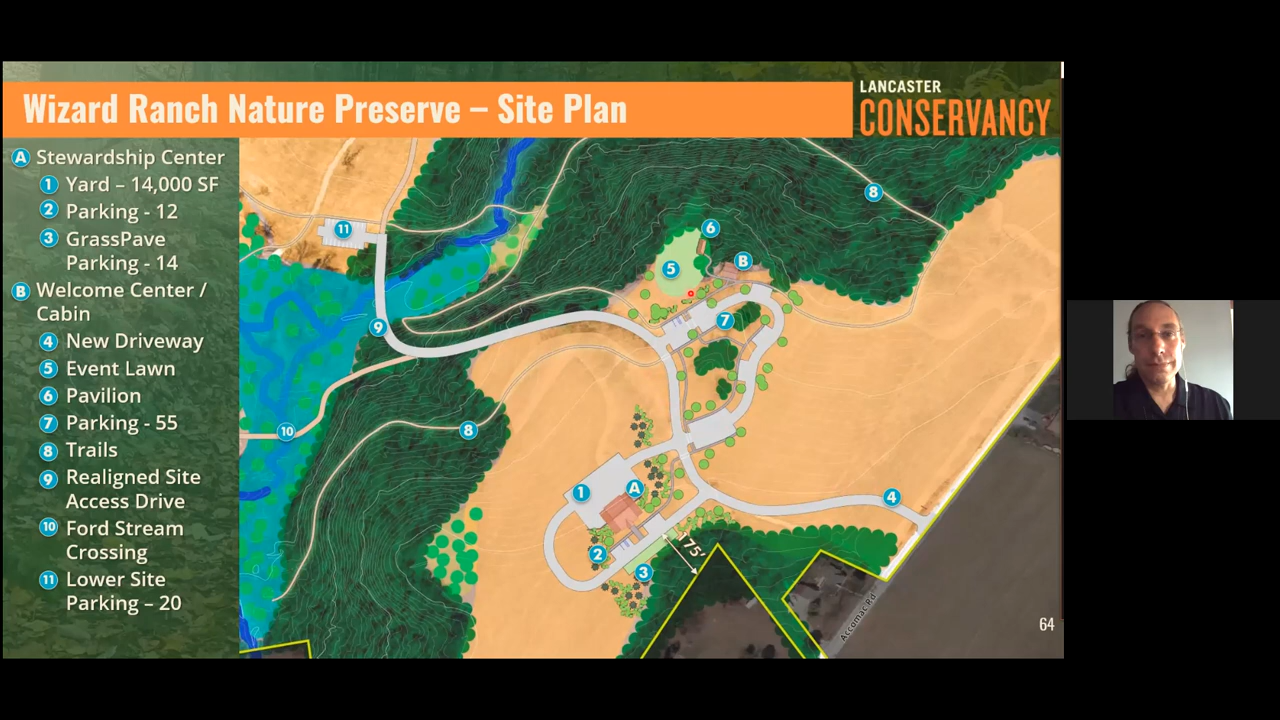 Wizard Ranch Nature Preserve – Site Plan
LANCASTER
CONSERVANCY
A Stewardship Center
1 Yard – 14,000 SF
2 Parking - 12
3 GrassPave
Parking - 14
B Welcome Center /
Cabin
4 New Driveway
5 Event Lawn
6 Pavilion
7 Parking - 55
8 Trails
9 Realigned Site
Access Drive
10 Ford Stream
Crossing
11 Lower Site
Parking – 20
8
11
6
5
B
7
9
10
8
1
A
4
2
3
175'
Accomac Rd
64